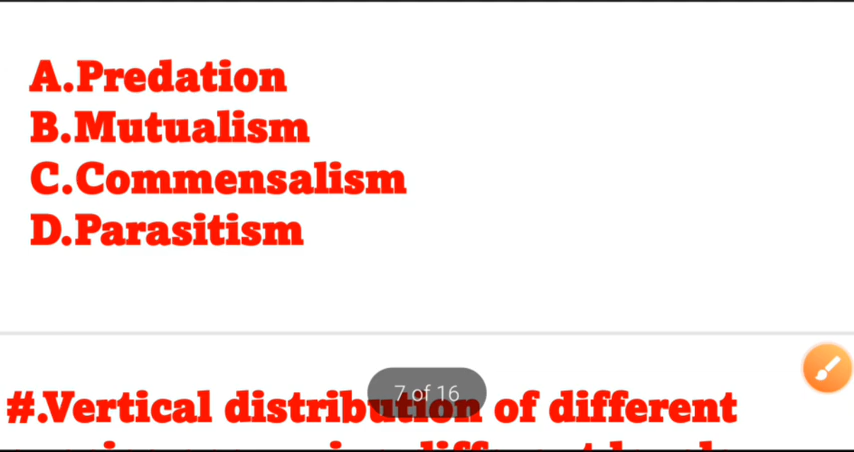 A.Predation
B.Mutualism
C.Commensalism
D.Parasitism
7 of 16
#.Vertical distribution of different